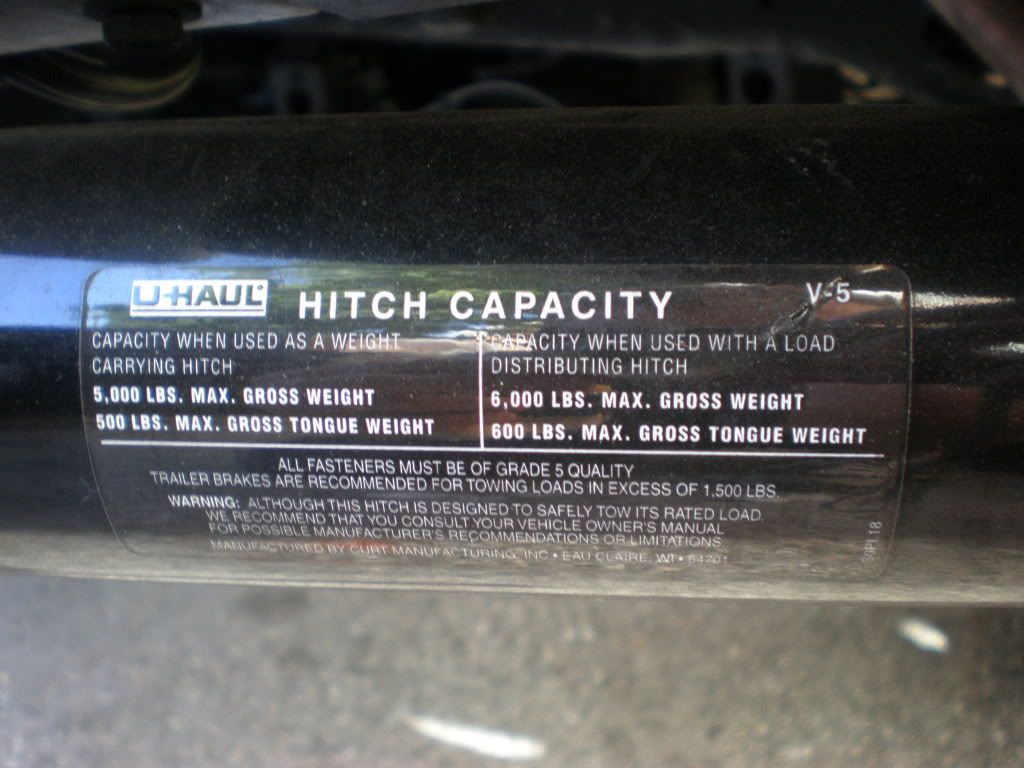 U-HAUL HITCH CAPACITY V-5
CAPACITY WHEN USED AS A WEIGHT
CARRYING HITCH
5,000 LBS. MAX. GROSS WEIGHT
500 LBS. MAX. GROSS TONGUE WEIGHT
CAPACITY WHEN USED WITH A LOAD
DISTRIBUTING HITCH
6,000 LBS. MAX. GROSS WEIGHT
600 LBS. MAX. GROSS TONGUE WEIGHT
ALL FASTENERS MUST BE OF GRADE 5 QUALITY
TRAILER BRAKES ARE RECOMMENDED FOR TOWING LOADS IN EXCESS OF 1,500 LBS.
WARNING: ALTHOUGH THIS HITCH IS DESIGNED TO SAFELY TOW ITS RATED LOAD.
WE RECOMMEND THAT YOU CONSULT YOUR VEHICLE OWNER'S MANUAL
FOR POSSIBLE MANUFACTURER'S RECOMMENDATIONS OR LIMITATIONS
MANUFACTURED BY CURT MANUFACTURING, INC • EAU CLAIRE, WI • 54701